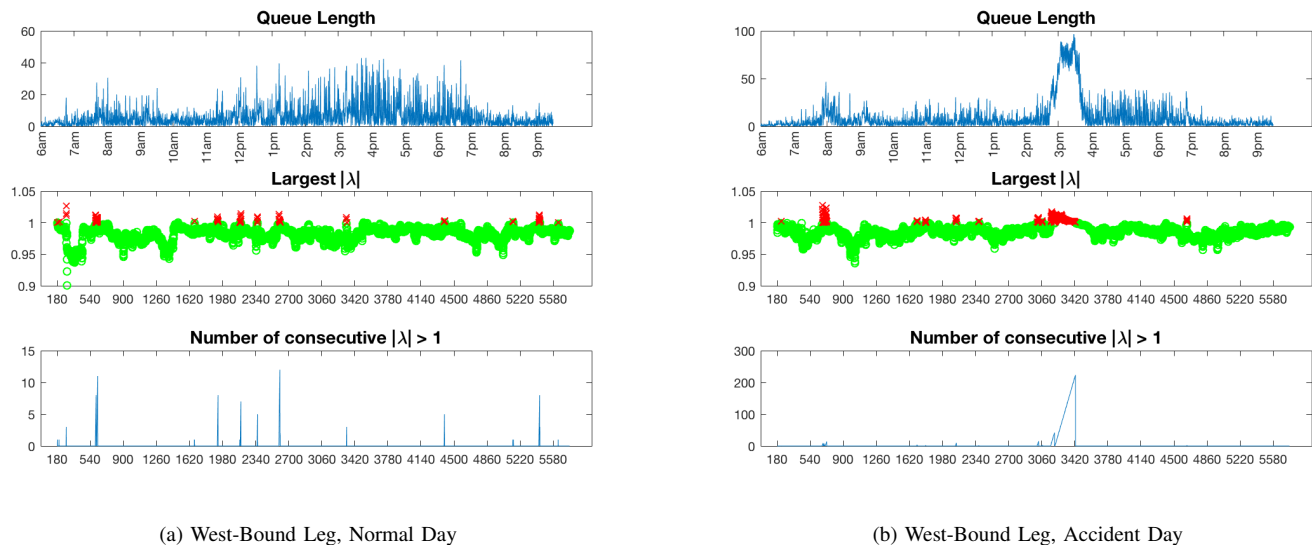 Queue Length
60
40
20
0
6am 7am 8am 9am 10am 11am 12pm 1pm 2pm 3pm 4pm 5pm 6pm 7pm 8pm 9pm
Largest |λ|
1.05
1
0.95
0.9
180 540 900 1260 1620 1980 2340 2700 3060 3420 3780 4140 4500 4860 5220 5580
Number of consecutive |λ| > 1
15
10
5
0
180 540 900 1260 1620 1980 2340 2700 3060 3420 3780 4140 4500 4860 5220 5580
(a) West-Bound Leg, Normal Day
Queue Length
100
50
0
6am 7am 8am 9am 10am 11am 12pm 1pm 2pm 3pm 4pm 5pm 6pm 7pm 8pm 9pm
Largest |λ|
1.05
1
0.95
0.9
180 540 900 1260 1620 1980 2340 2700 3060 3420 3780 4140 4500 4860 5220 5580
Number of consecutive |λ| > 1
300
200
100
0
180 540 900 1260 1620 1980 2340 2700 3060 3420 3780 4140 4500 4860 5220 5580
(b) West-Bound Leg, Accident Day